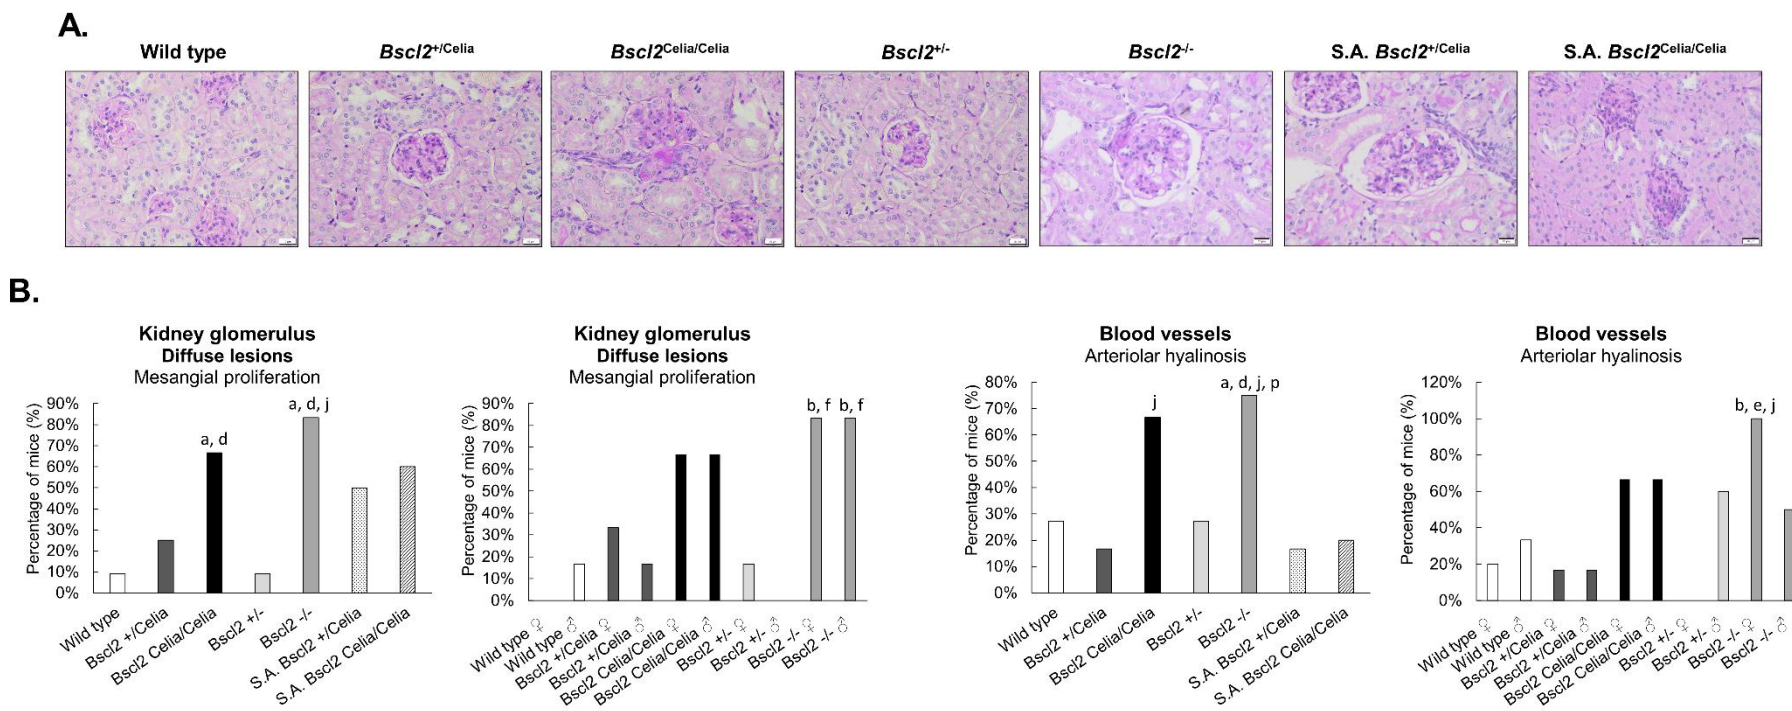 A.
Wild type
Bscl2+/Celia
Bscl2Celia/Celia
Bscl2+/-
Bscl2-/-
S.A. Bscl2+/Celia
S.A. Bscl2Celia/Celia
B.
Kidney glomerulus
Diffuse lesions
Mesangial proliferation
Percentage of mice (%)
90%
80%
70%
60%
50%
40%
30%
20%
10%
0%
a, d
a, d, j
Wild type
Bscl2 +/Celia
Bscl2 Celia/Celia
Bscl2 +/-
Bscl2 -/-
S.A. Bscl2 +/Celia
S.A. Bscl2 Celia/Celia
Kidney glomerulus
Diffuse lesions
Mesangial proliferation
Percentage of mice (%)
90%
80%
70%
60%
50%
40%
30%
20%
10%
0%
b, f
b, f
Wild type ♀
Wild type ♂
Bscl2 +/Celia ♀
Bscl2 +/Celia ♂
Bscl2 Celia/Celia ♀
Bscl2 Celia/Celia ♂
Bscl2 +/- ♀
Bscl2 +/- ♂
Bscl2 -/- ♀
Bscl2 -/- ♂
Blood vessels
Arteriolar hyalinosis
Percentage of mice (%)
80%
70%
60%
50%
40%
30%
20%
10%
0%
j
a, d, j, p
Wild type
Bscl2 +/Celia
Bscl2 Celia/Celia
Bscl2 +/-
Bscl2 -/-
S.A. Bscl2 +/Celia
S.A. Bscl2 Celia/Celia
Blood vessels
Arteriolar hyalinosis
Percentage of mice (%)
120%
100%
80%
60%
40%
20%
0%
b, e, j
Wild type ♀
Wild type ♂
Bscl2 +/Celia ♀
Bscl2 +/Celia ♂
Bscl2 Celia/Celia ♀
Bscl2 Celia/Celia ♂
Bscl2 +/- ♀
Bscl2 +/- ♂
Bscl2 -/- ♀
Bscl2 -/- ♂